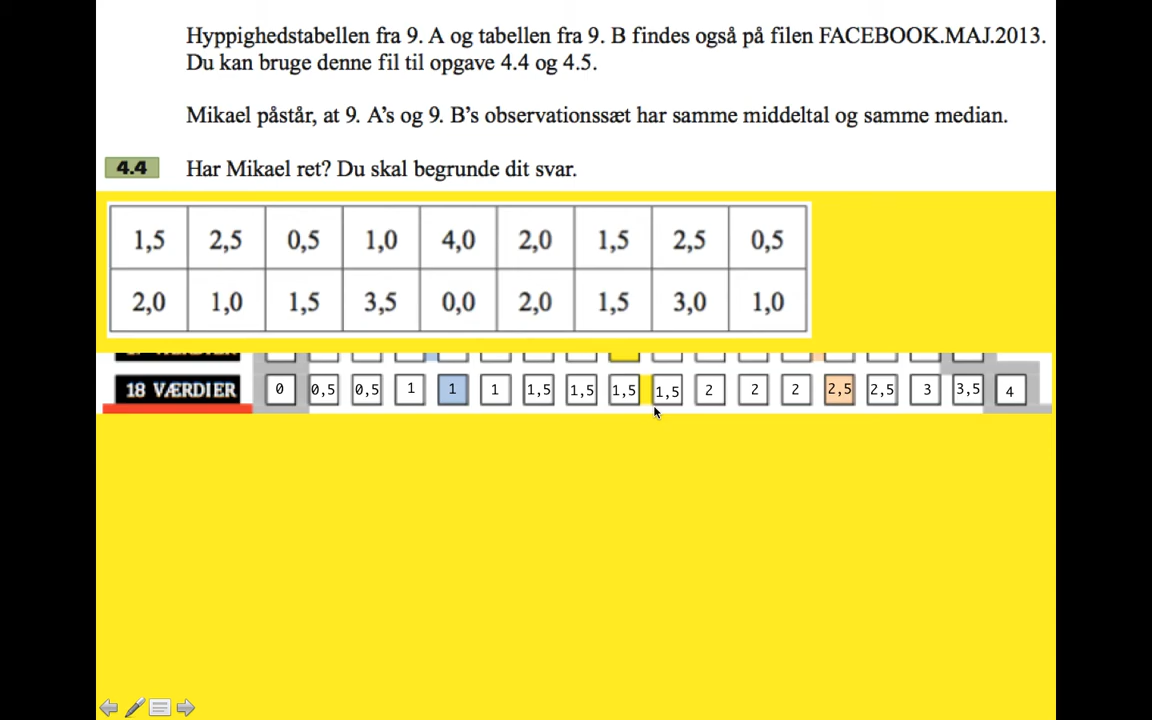 Hyppighedstabellen fra 9. A og tabellen fra 9. B findes også på filen FACEBOOK.MAJ.2013.
Du kan bruge denne fil til opgave 4.4 og 4.5.
Mikael påstår, at 9. A’s og 9. B’s observationssæt har samme middeltal og samme median.
4.4 Har Mikael ret? Du skal begrunde dit svar.
1,5 2,5 0,5 1,0 4,0 2,0 1,5 2,5 0,5
2,0 1,0 1,5 3,5 0,0 2,0 1,5 3,0 1,0
18 VÆRDIER 0 0,5 0,5 1 1 1 1,5 1,5 1,5 1,5 2 2 2 2,5 2,5 3 3,5 4